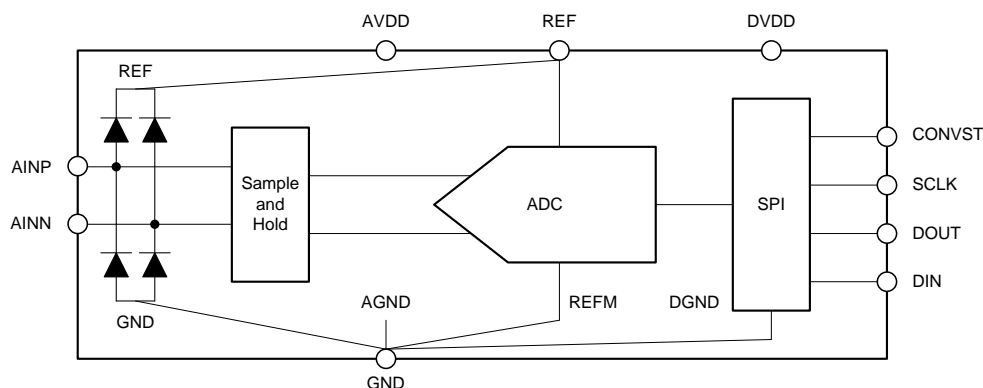 AVDD
REF
DVDD
REF
CONVST
AINP
Sample
and
Hold
ADC
SPI
SCLK
AINN
DOUT
DIN
AGND
REFM
DGND
GND
GND